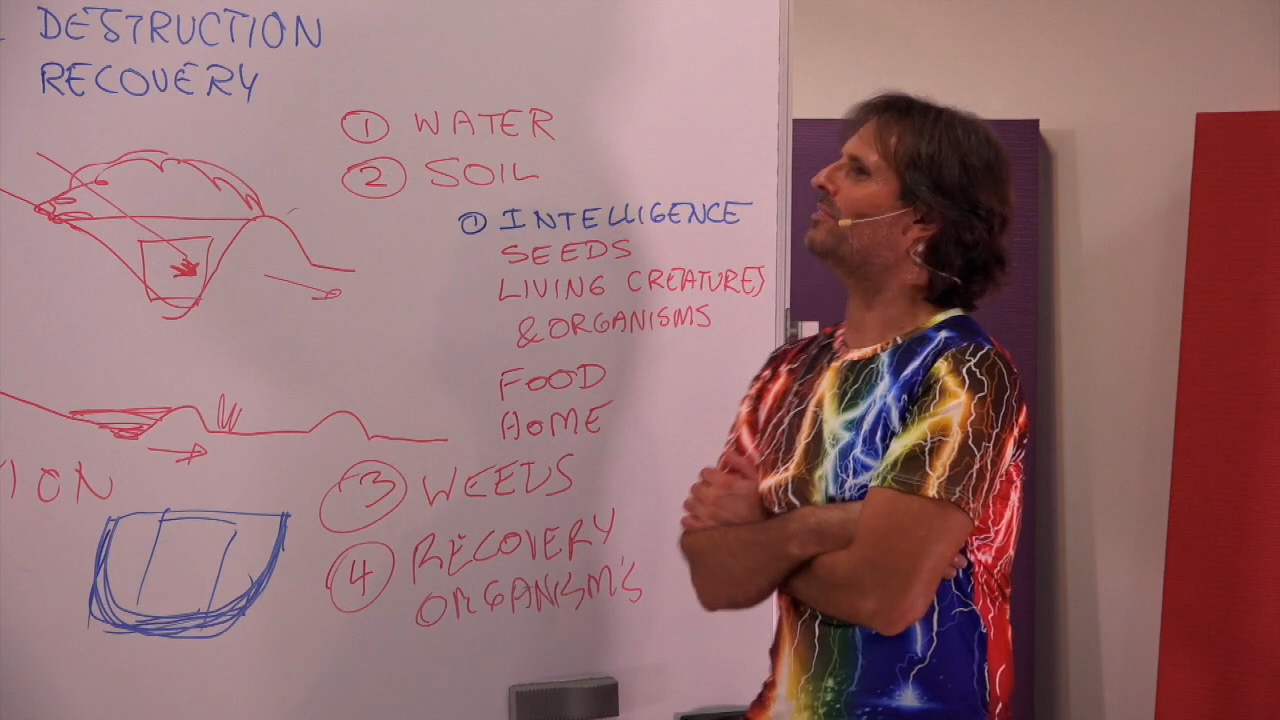 DESTRUCTION
RECOVERY
① WATER
② SOIL
① INTELLIGENCE
SEEDS
LIVING CREATURES
& ORGANISMS
FOOD
HOME
③ WEEDS
④ RECOVERY
ORGANISM'S
ION